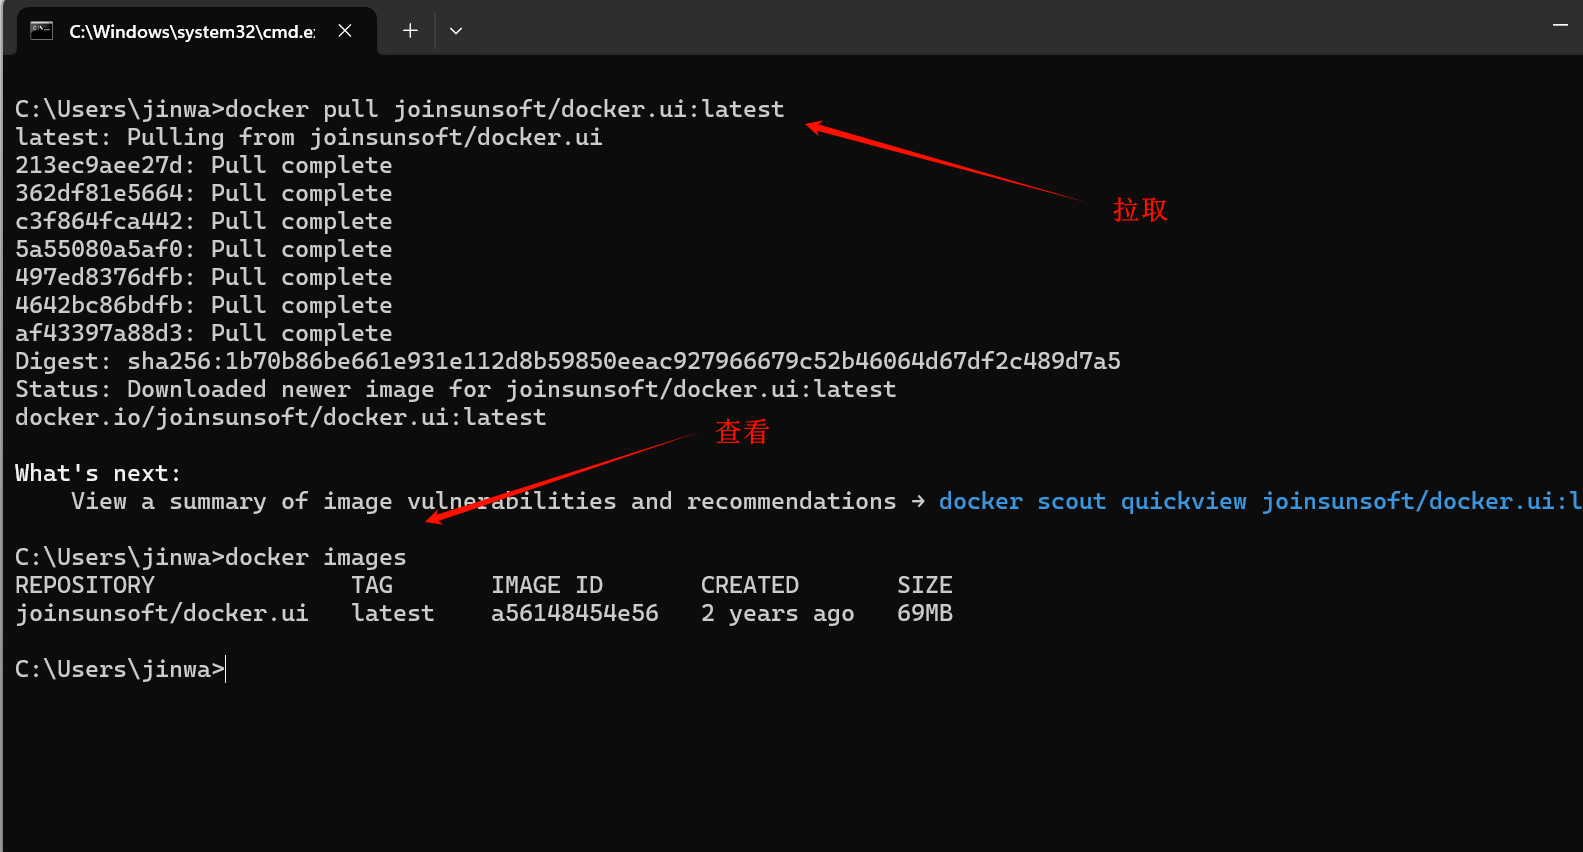 C:\Windows\system32\cmd.e
C:\Users\jinwa>docker pull joinsunsoft/docker.ui:latest
latest: Pulling from joinsunsoft/docker.ui
213ec9aee27d: Pull complete
拉取
362df81e5664: Pull complete
c3f864fca442: Pull complete
5a55080a5af0: Pull complete
497ed8376dfb: Pull complete
4642bc86bdfb: Pull complete
af43397a88d3: Pull complete
Digest: sha256:1b70b86be661e931e112d8b59850eeac927966679c52b46064d67df2c489d7a5
Status: Downloaded newer image for joinsunsoft/docker.ui:latest
docker.io/joinsunsoft/docker.ui:latest
查看
What's next:
View a summary of image vulnerabilities and recommendations → docker scout quickview joinsunsoft/docker.ui:l
C:\Users\jinwa>docker images
REPOSITORY TAG IMAGE ID CREATED SIZE
joinsunsoft/docker.ui latest a56148454e56 2 years ago 69MB
C:\Users\jinwa>